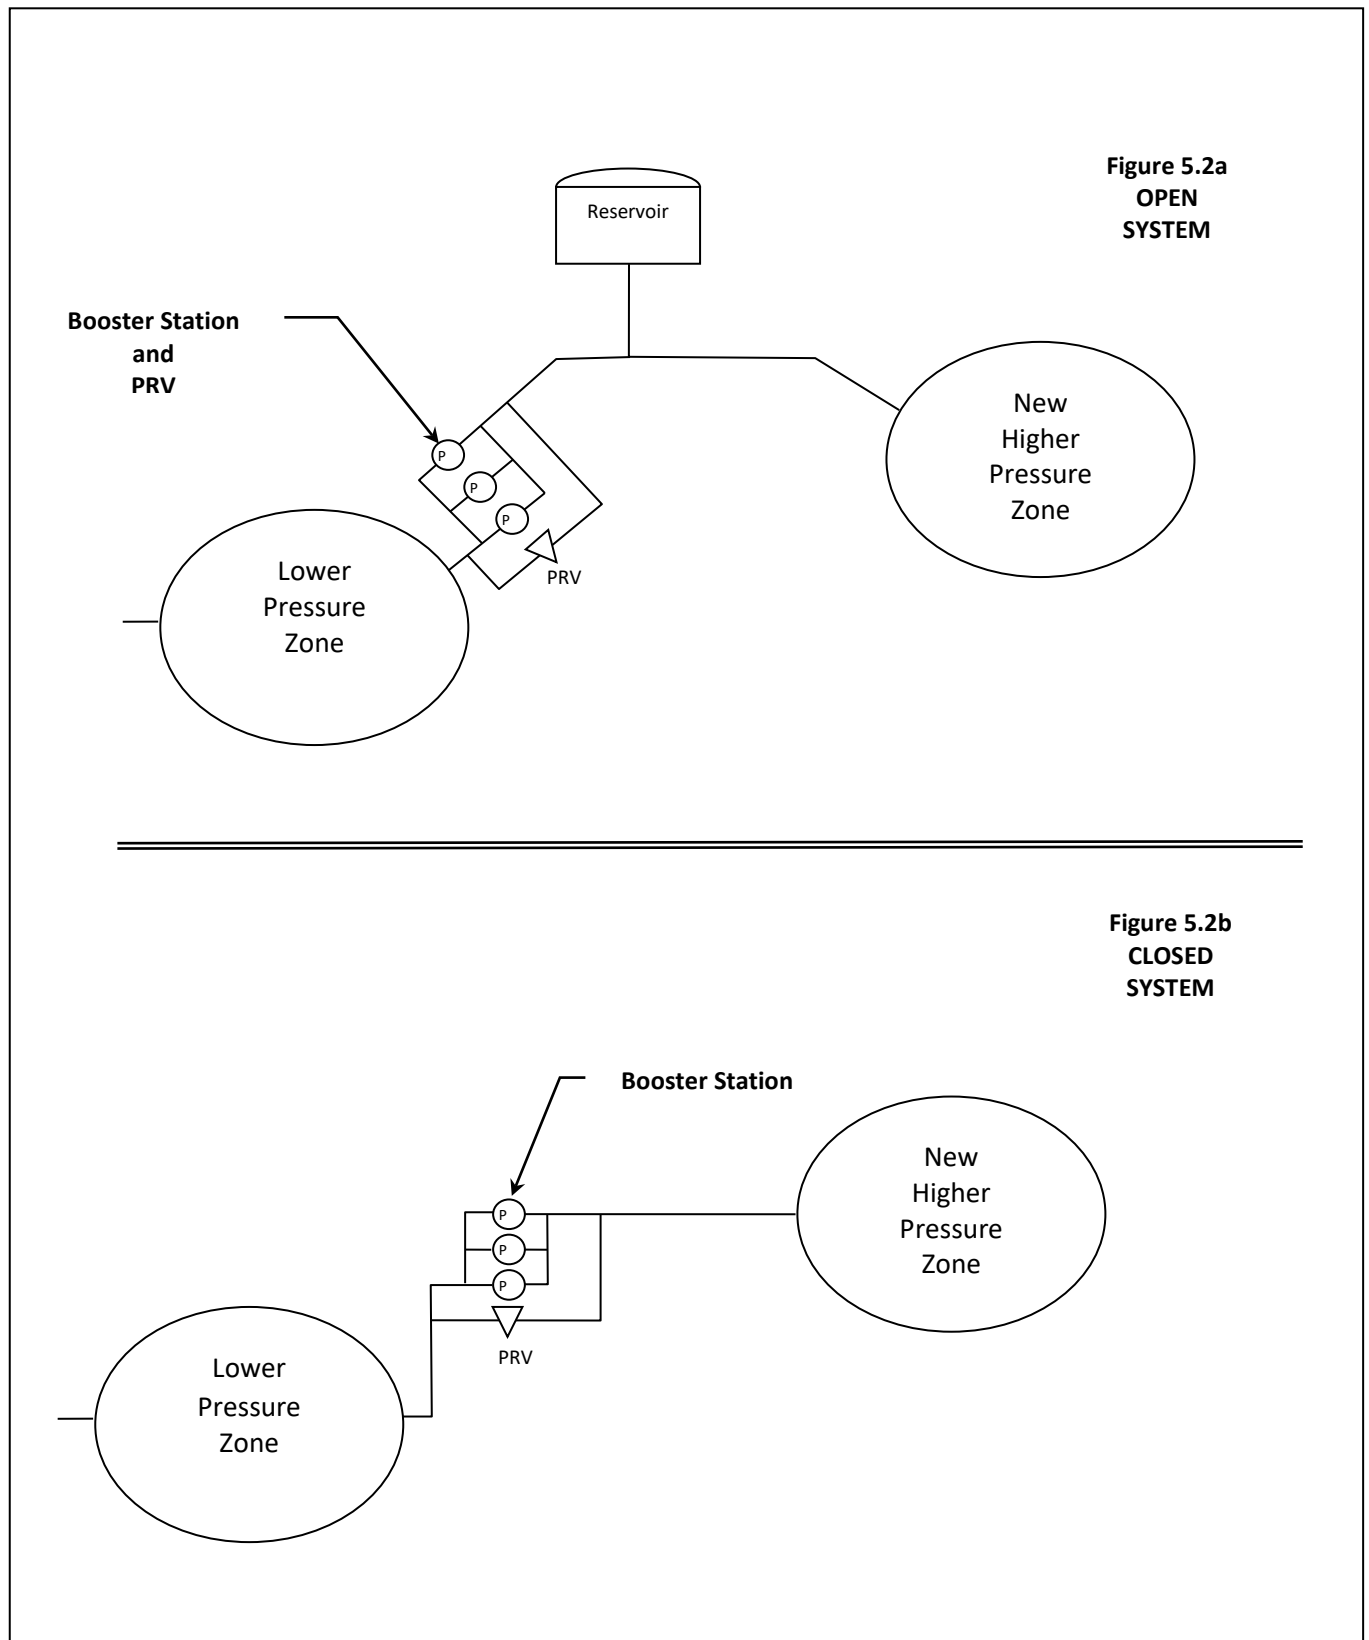 Figure 5.2a
OPEN
SYSTEM
Reservoir
Booster Station
and
PRV
New
Higher
Pressure
Zone
P
P
P
PRV
Lower
Pressure
Zone
Figure 5.2b
CLOSED
SYSTEM
Booster Station
New
Higher
Pressure
Zone
P
P
P
PRV
Lower
Pressure
Zone